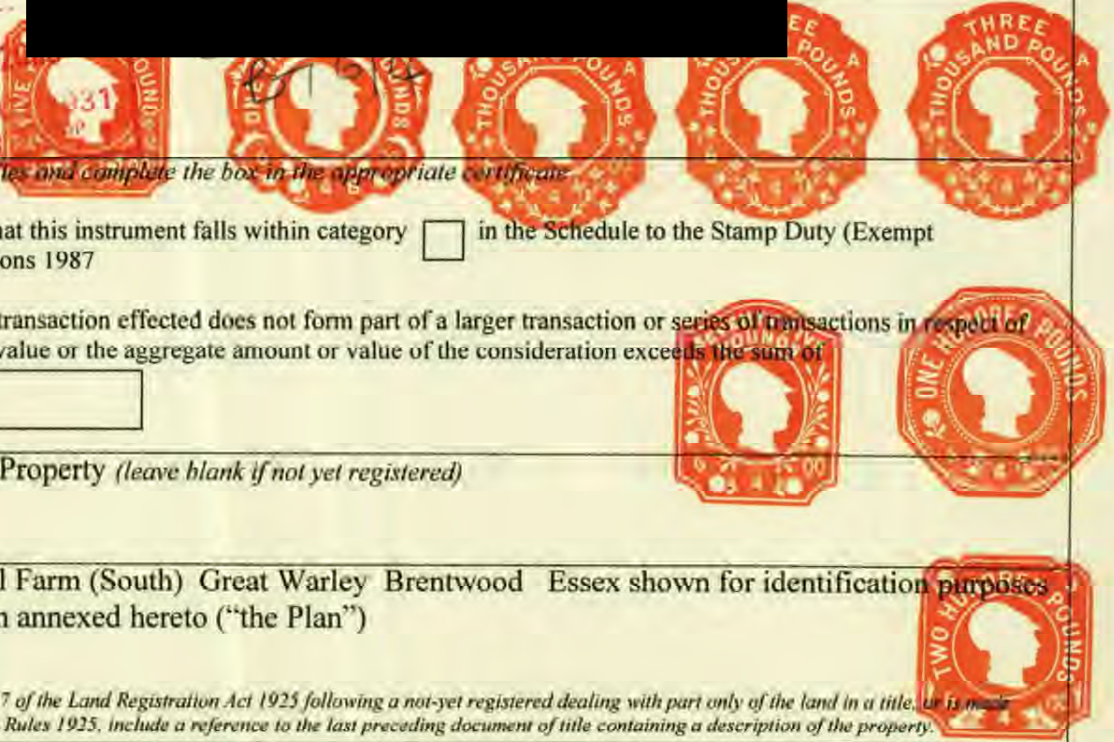 THREE
THOUSAND POUNDS
A
FIVE
931
ies and complete the box in the appropriate certificate
at this instrument falls within category in the Schedule to the Stamp Duty (Exempt
ons 1987
transaction effected does not form part of a larger transaction or series of transactions in respect of
value or the aggregate amount or value of the consideration exceeds the sum of
ONE HUNDRED POUNDS
Property (leave blank if not yet registered)
l Farm (South) Great Warley Brentwood Essex shown for identification purposes
n annexed hereto (“the Plan”)
TWO HUNDRED POUNDS
7 of the Land Registration Act 1925 following a not-yet registered dealing with part only of the land in a title, or is made
Rules 1925, include a reference to the last preceding document of title containing a description of the property.